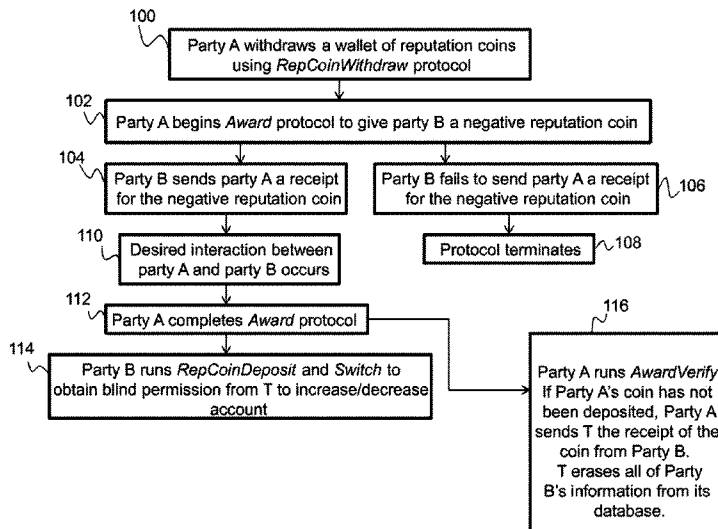 100
Party A withdraws a wallet of reputation coins
using RepCoinWithdraw protocol
102
Party A begins Award protocol to give party B a negative reputation coin
104
Party B sends party A a receipt
for the negative reputation coin
Party B fails to send party A a receipt
for the negative reputation coin
106
110
Desired interaction between
party A and party B occurs
Protocol terminates
108
112
Party A completes Award protocol
114
Party B runs RepCoinDeposit and Switch to
obtain blind permission from T to increase/decrease
account
116
Party A runs AwardVerify
If Party A's coin has not
been deposited, Party A
sends T the receipt of the
coin from Party B.
T erases all of Party
B's information from its
database.